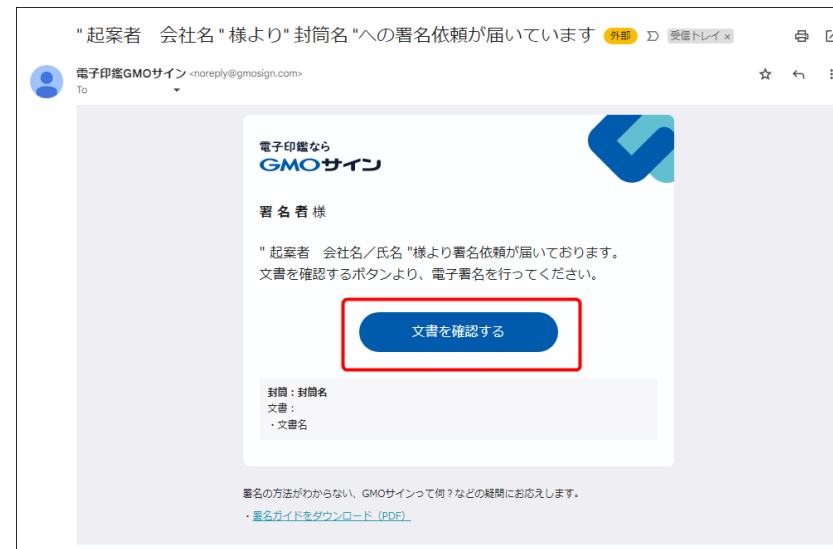 " 起案者　会社名 " 様より" 封筒名 "への署名依頼が届いています 外部 受信トレイ ×
電子印鑑GMOサイン <noreply@gmosign.com>
To
電子印鑑なら
GMOサイン
署 名 者 様
" 起案者　会社名／氏名 "様より署名依頼が届いております。
文書を確認するボタンより、電子署名を行ってください。
文書を確認する
封筒：封筒名
文書：
・文書名
署名の方法がわからない、GMOサインって何？などの疑問にお応えします。
・署名ガイドをダウンロード（PDF）